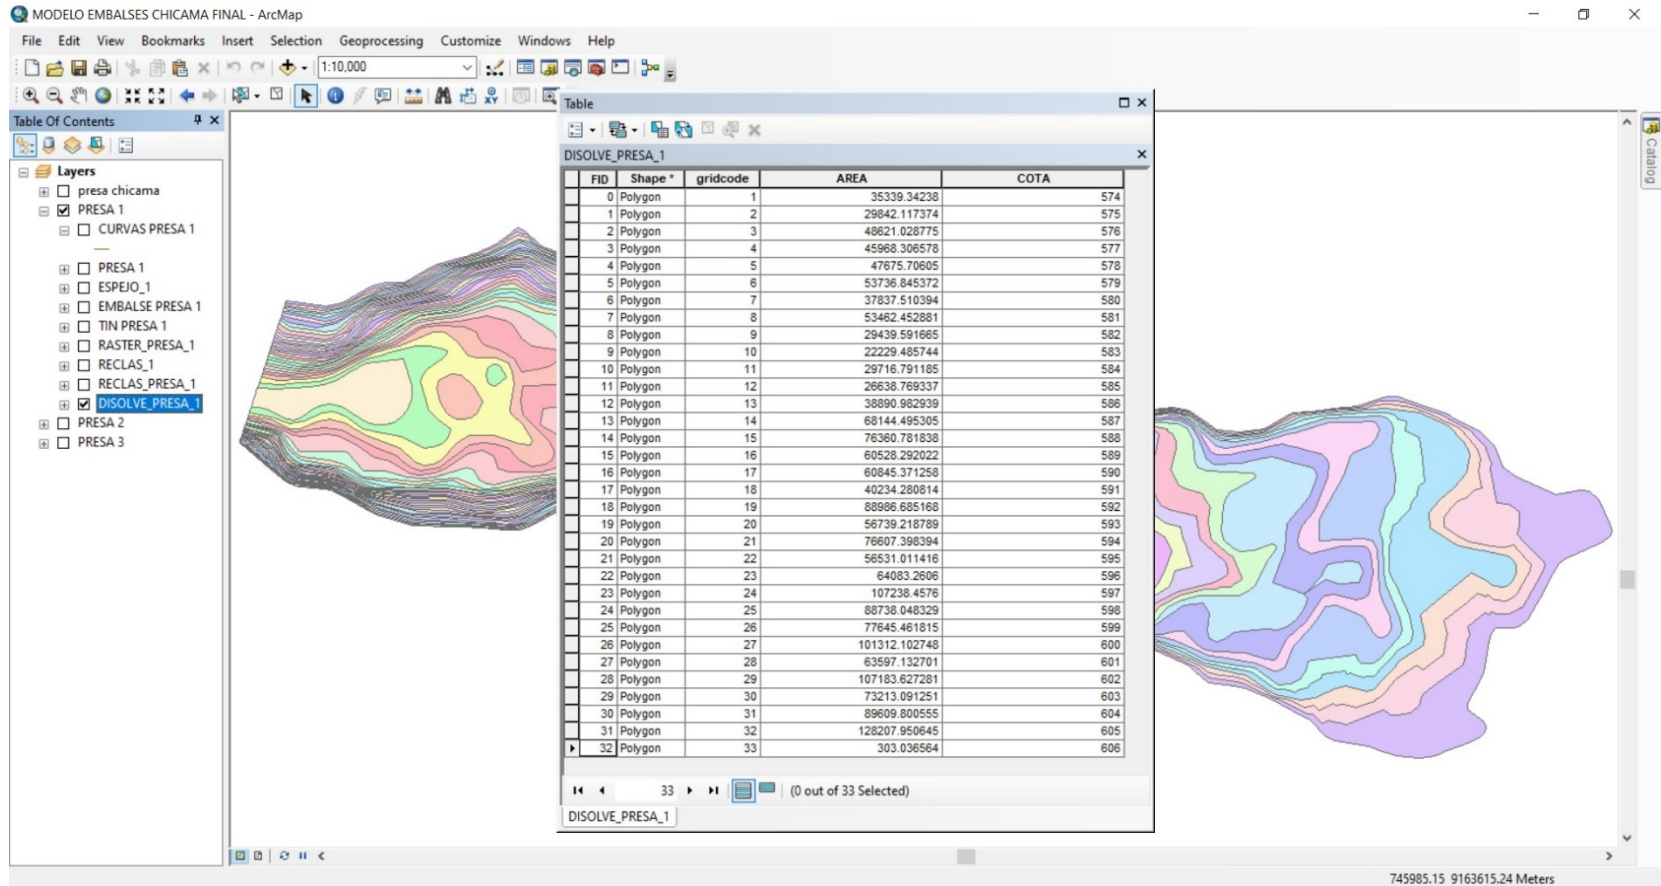 MODELO EMBALSES CHICAMA FINAL - ArcMap
File Edit View Bookmarks Insert Selection Geoprocessing Customize Windows Help
1:10,000
Table Of Contents
Layers
presa chicama
PRESA 1
CURVAS PRESA 1
PRESA 1
ESPEJO_1
EMBALSE PRESA 1
TIN PRESA 1
RASTER_PRESA_1
RECLAS_1
RECLAS_PRESA_1
DISOLVE_PRESA_1
PRESA 2
PRESA 3
Table
DISOLVE_PRESA_1
FID Shape * gridcode AREA COTA
0 Polygon 1 35339.34238 574
1 Polygon 2 29842.117374 575
2 Polygon 3 48621.028775 576
3 Polygon 4 45968.306578 577
4 Polygon 5 47675.70605 578
5 Polygon 6 53736.845372 579
6 Polygon 7 37837.510394 580
7 Polygon 8 53462.452881 581
8 Polygon 9 29439.591665 582
9 Polygon 10 22229.485744 583
10 Polygon 11 29716.791185 584
11 Polygon 12 26638.769337 585
12 Polygon 13 38890.982939 586
13 Polygon 14 68144.495305 587
14 Polygon 15 76360.781838 588
15 Polygon 16 60528.292022 589
16 Polygon 17 60845.371258 590
17 Polygon 18 40234.280814 591
18 Polygon 19 88986.685168 592
19 Polygon 20 56739.218789 593
20 Polygon 21 76607.398394 594
21 Polygon 22 56531.011416 595
22 Polygon 23 64083.2606 596
23 Polygon 24 107238.4576 597
24 Polygon 25 88738.048329 598
25 Polygon 26 77645.461815 599
26 Polygon 27 101312.102748 600
27 Polygon 28 63597.132701 601
28 Polygon 29 107183.627281 602
29 Polygon 30 73213.091251 603
30 Polygon 31 89609.800555 604
31 Polygon 32 128207.950645 605
32 Polygon 33 303.036564 606
33 (0 out of 33 Selected)
DISOLVE_PRESA_1
Catalog
745985.15 9163615.24 Meters